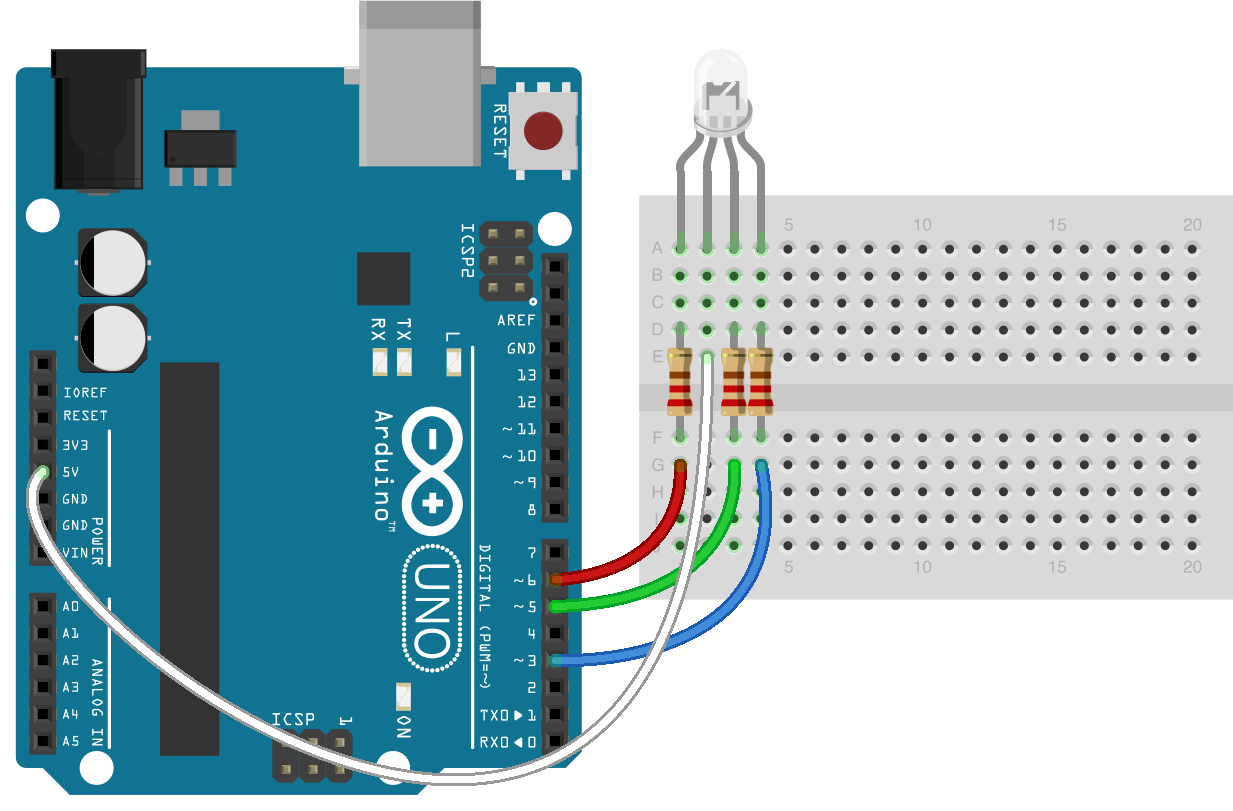 RESET
ICSP2
AREF
GND
13
12
~11
~10
~9
8
RX
TX
L
IOREF
RESET
3V3
5V
GND
GND
VIN
POWER
Arduino™
UNO
DIGITAL (PWM=~)
7
~6
~5
4
~3
2
TXO▶1
RXO◀0
A0
A1
A2
A3
A4
A5
ANALOG IN
ICSP
1
ON
5 10 15 20
A
B
C
D
E
F
G
H
I
5 10 15 20